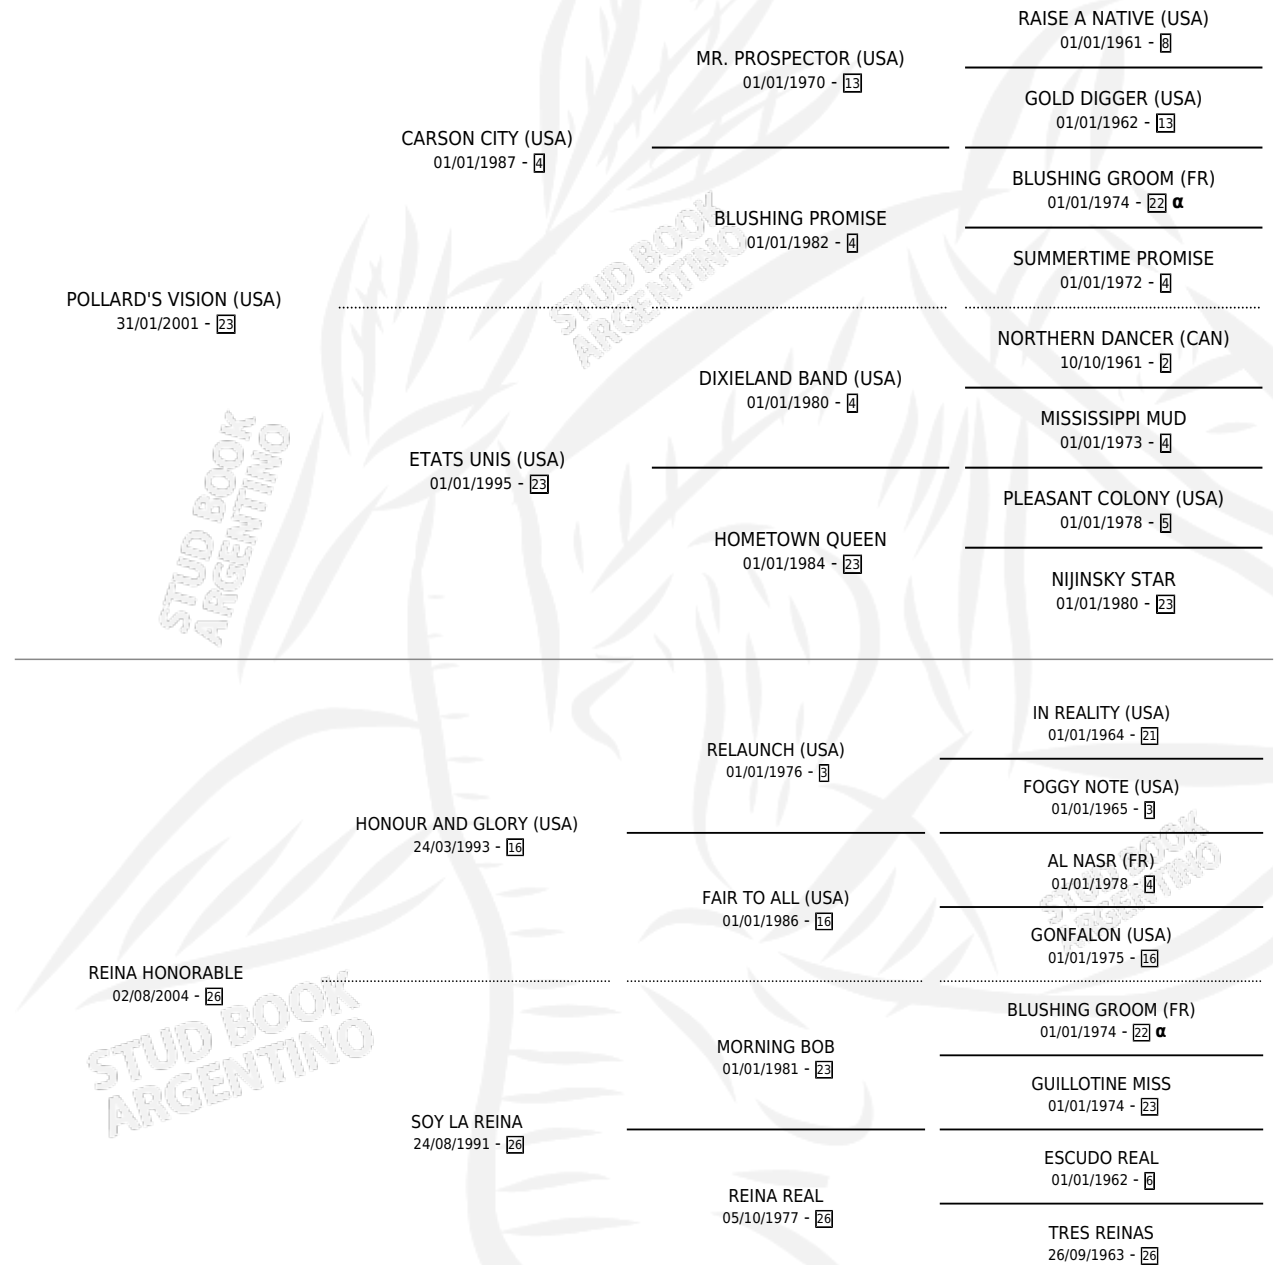 RAISE A NATIVE (USA)
01/01/1961 - 8
MR. PROSPECTOR (USA)
01/01/1970 - 13
GOLD DIGGER (USA)
01/01/1962 - 13
CARSON CITY (USA)
01/01/1987 - 4
BLUSHING GROOM (FR)
01/01/1974 - 22 α
BLUSHING PROMISE
01/01/1982 - 4
SUMMERTIME PROMISE
01/01/1972 - 4
POLLARD'S VISION (USA)
31/01/2001 - 23
NORTHERN DANCER (CAN)
10/10/1961 - 2
DIXIELAND BAND (USA)
01/01/1980 - 4
MISSISSIPPI MUD
01/01/1973 - 4
ETATS UNIS (USA)
01/01/1995 - 23
PLEASANT COLONY (USA)
01/01/1978 - 5
HOMETOWN QUEEN
01/01/1984 - 23
NIJINSKY STAR
01/01/1980 - 23
IN REALITY (USA)
01/01/1964 - 21
RELAUNCH (USA)
01/01/1976 - 3
FOGGY NOTE (USA)
01/01/1965 - 3
HONOUR AND GLORY (USA)
24/03/1993 - 16
AL NASR (FR)
01/01/1978 - 4
FAIR TO ALL (USA)
01/01/1986 - 16
GONFALON (USA)
01/01/1975 - 16
REINA HONORABLE
02/08/2004 - 26
BLUSHING GROOM (FR)
01/01/1974 - 22 α
MORNING BOB
01/01/1981 - 23
GUILLOTINE MISS
01/01/1974 - 23
SOY LA REINA
24/08/1991 - 26
ESCUDO REAL
01/01/1962 - 6
REINA REAL
05/10/1977 - 26
TRES REINAS
26/09/1963 - 26
STUD BOOK
ARGENTINO
STUD BOOK
ARGENTINO
STUD BOOK
ARGENTINO
STUD BOOK
ARGENTINO